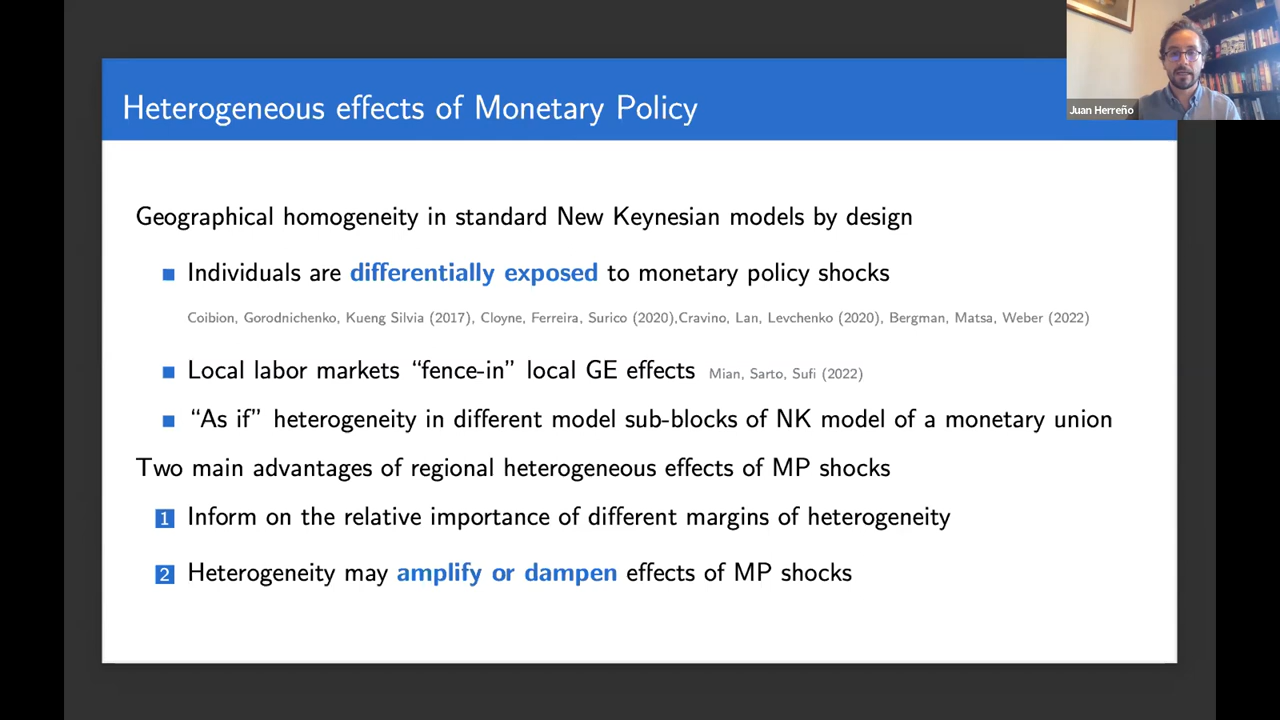 Heterogeneous effects of Monetary Policy
Juan Herreño
Geographical homogeneity in standard New Keynesian models by design
Individuals are differentially exposed to monetary policy shocks
Coibion, Gorodnichenko, Kueng Silvia (2017), Cloyne, Ferreira, Surico (2020),Cravino, Lan, Levchenko (2020), Bergman, Matsa, Weber (2022)
Local labor markets “fence-in” local GE effects Mian, Sarto, Sufi (2022)
“As if” heterogeneity in different model sub-blocks of NK model of a monetary union
Two main advantages of regional heterogeneous effects of MP shocks
1 Inform on the relative importance of different margins of heterogeneity
2 Heterogeneity may amplify or dampen effects of MP shocks